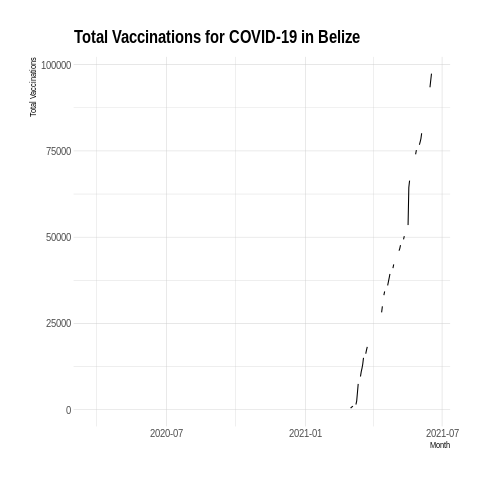 Total Vaccinations for COVID-19 in Belize
Total Vaccinations
100000
75000
50000
25000
0
2020-07 2021-01 2021-07
Month